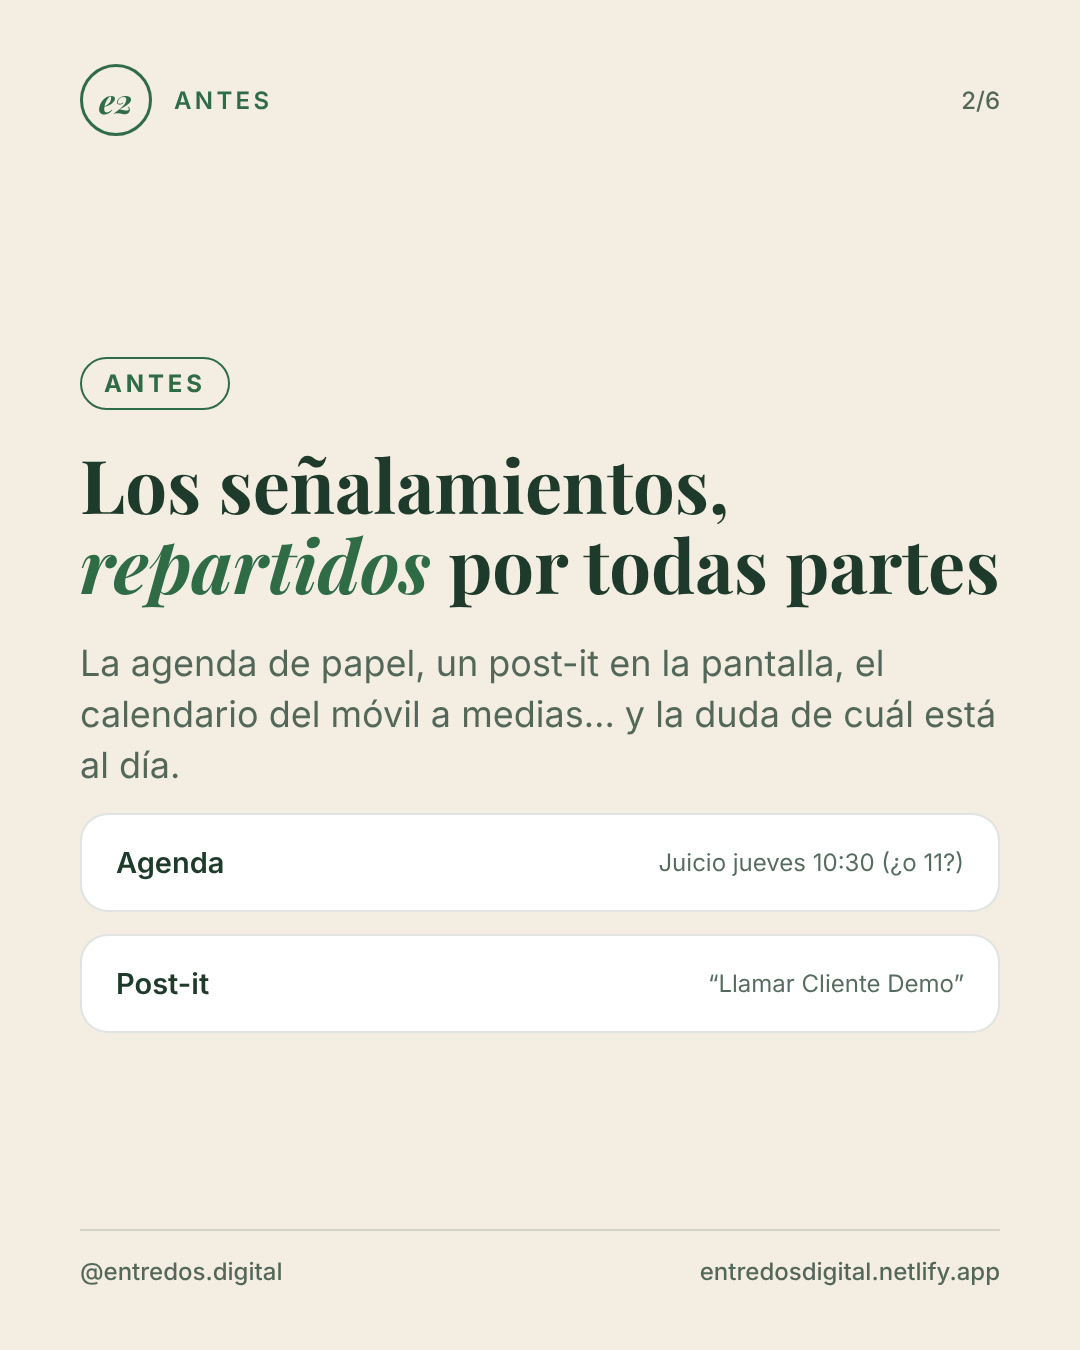 e2 ANTES 2/6
ANTES
Los señalamientos,
repartidos por todas partes
La agenda de papel, un post-it en la pantalla, el
calendario del móvil a medias... y la duda de cuál está
al día.
Agenda Juicio jueves 10:30 (¿o 11?)
Post-it “Llamar Cliente Demo”
@entredos.digital entredosdigital.netlify.app